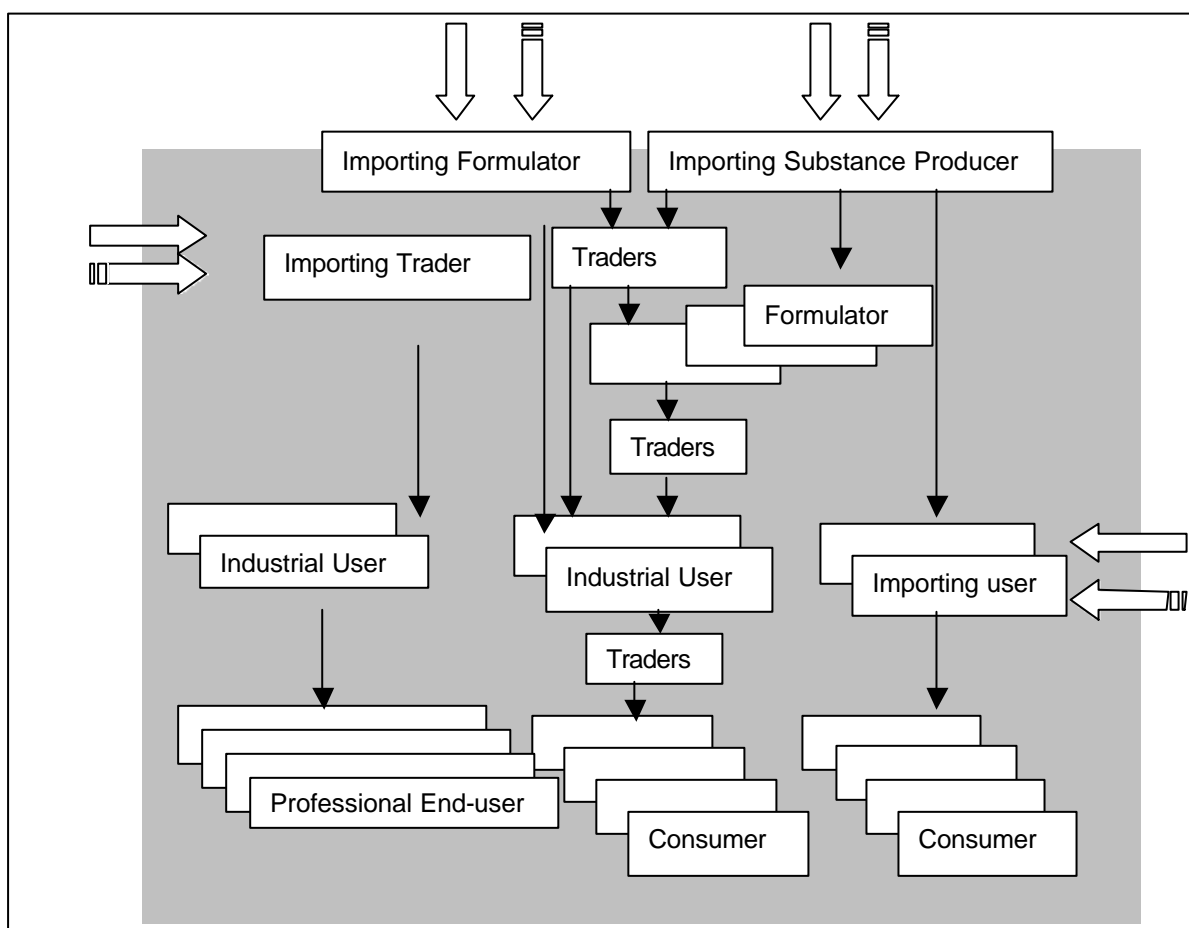 Importing Formulator
Importing Substance Producer
Importing Trader
Traders
Formulator
Traders
Industrial User
Industrial User
Importing user
Traders
Professional End-user
Consumer
Consumer